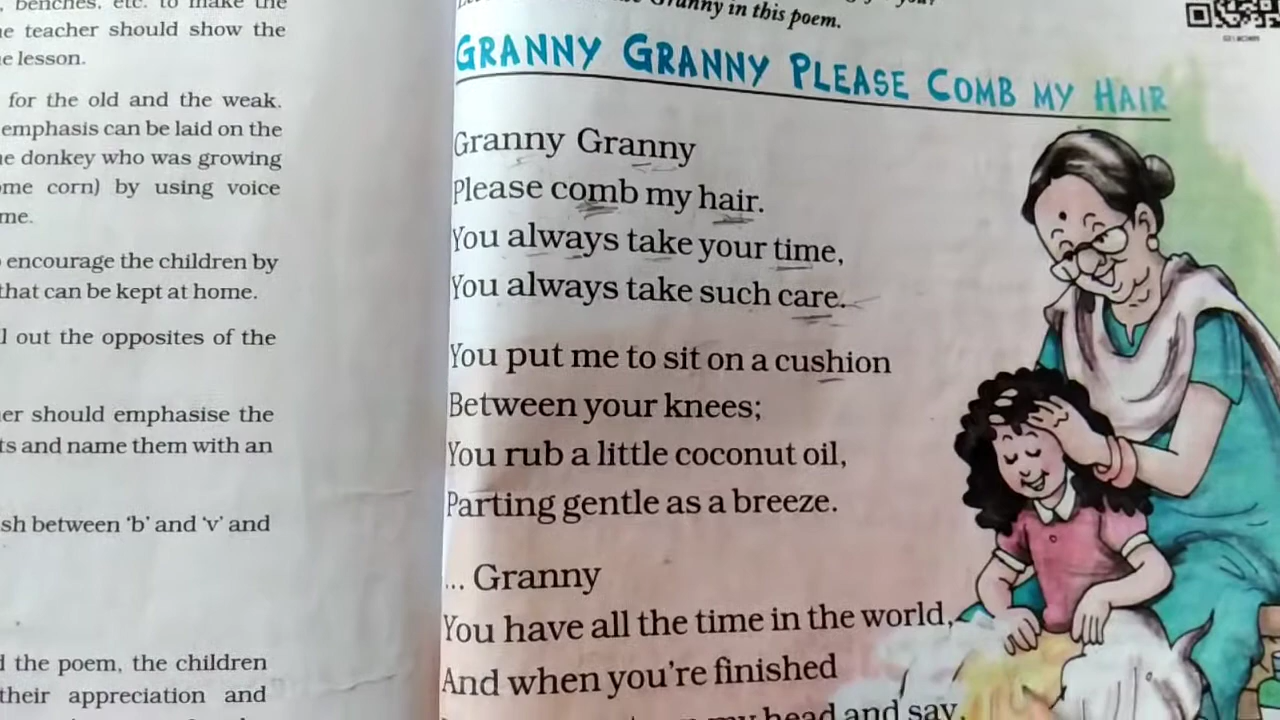 benches, etc. to make the
teacher should show the
lesson.
for the old and the weak.
emphasis can be laid on the
donkey who was growing
corn) by using voice
encourage the children by
that can be kept at home.
out the opposites of the
should emphasise the
and name them with an
between 'b' and 'v' and
the poem, the children
their appreciation and
Granny in this poem.
GRANNY GRANNY PLEASE COMB MY HAIR
Granny Granny
Please comb my hair.
You always take your time,
You always take such care.
You put me to sit on a cushion
Between your knees;
You rub a little coconut oil,
Parting gentle as a breeze.
... Granny
You have all the time in the world,
And when you're finished
my head and say,